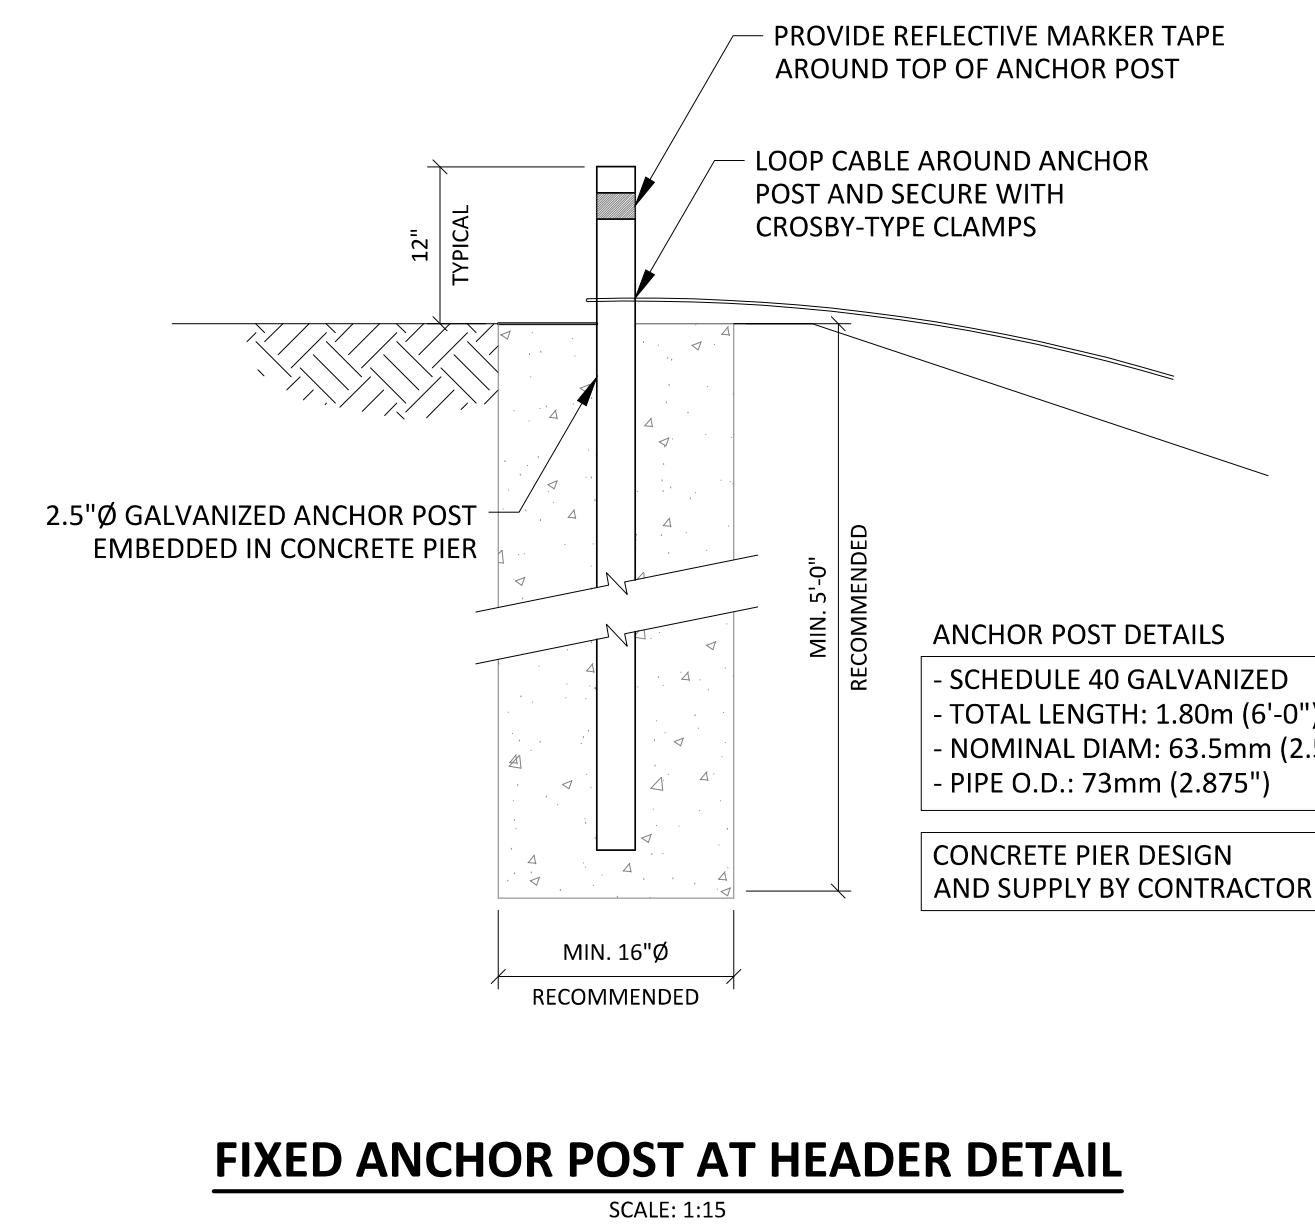 PROVIDE REFLECTIVE MARKER TAPE
AROUND TOP OF ANCHOR POST
LOOP CABLE AROUND ANCHOR
POST AND SECURE WITH
CROSBY-TYPE CLAMPS
12"
TYPICAL
2.5"Ø GALVANIZED ANCHOR POST
EMBEDDED IN CONCRETE PIER
MIN. 5'-0"
RECOMMENDED
ANCHOR POST DETAILS
- SCHEDULE 40 GALVANIZED
- TOTAL LENGTH: 1.80m (6'-0")
- NOMINAL DIAM: 63.5mm
- PIPE O.D.: 73mm (2.875")
CONCRETE PIER DESIGN
AND SUPPLY BY CONTRACTOR
MIN. 16"Ø
RECOMMENDED
FIXED ANCHOR POST AT HEADER DETAIL
SCALE: 1:15